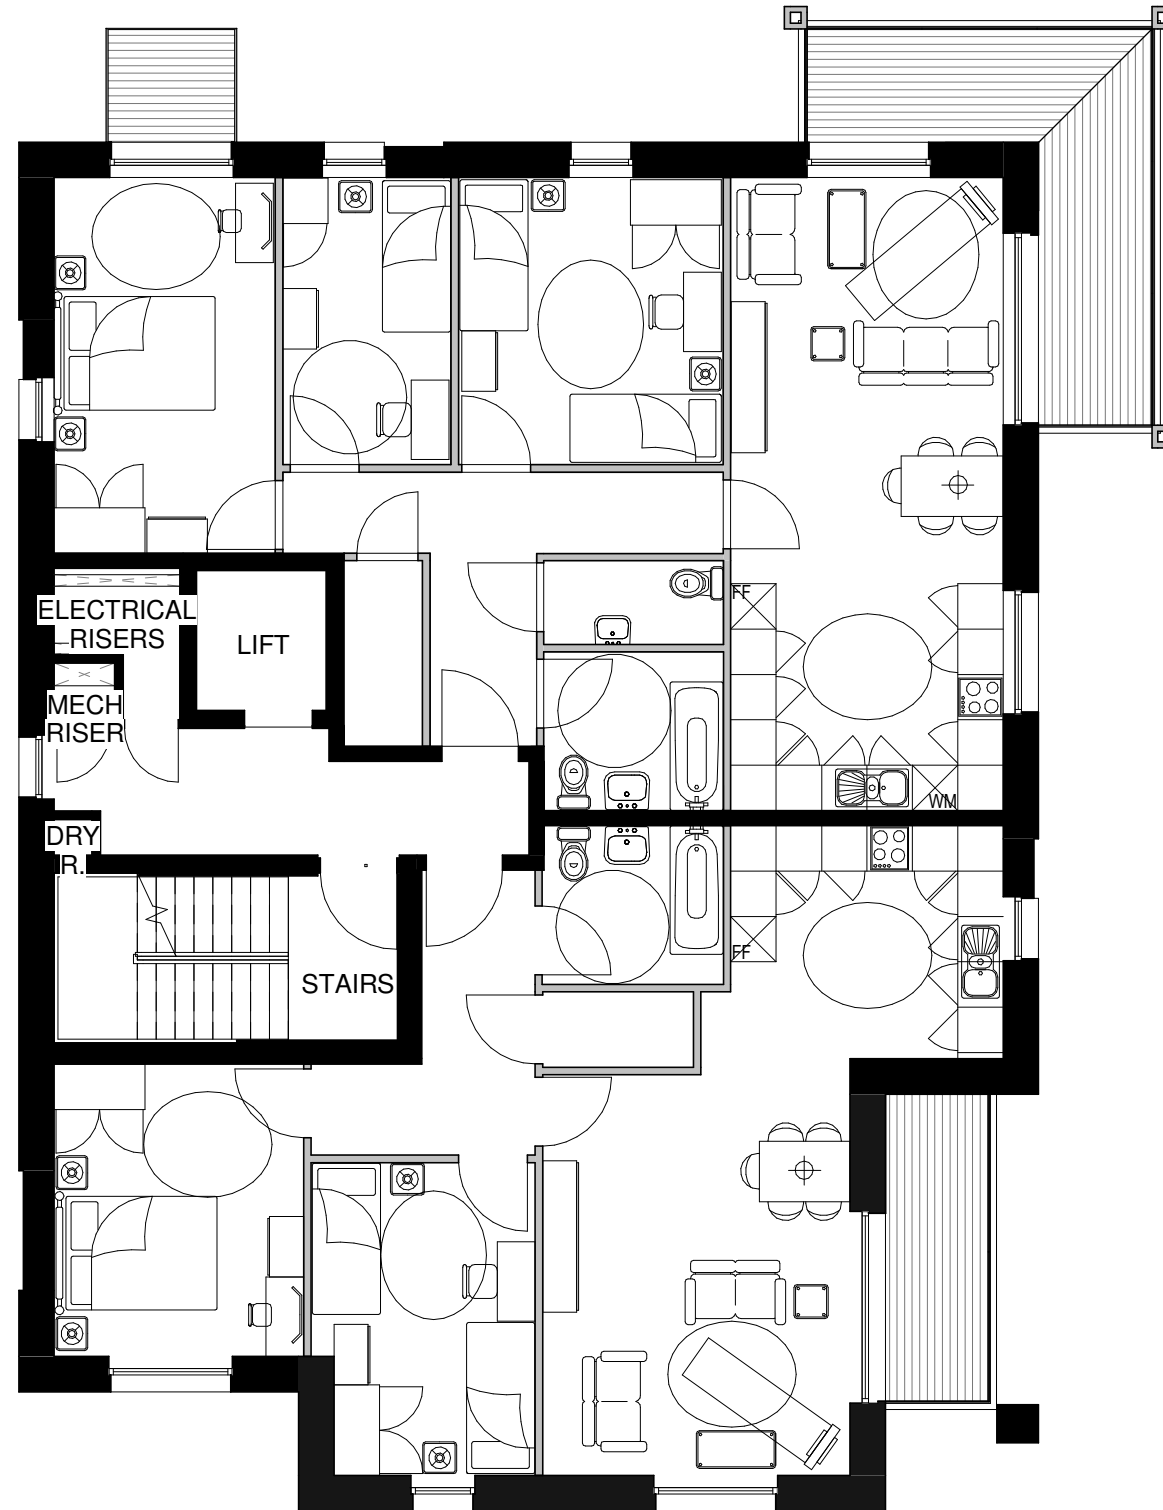 FF
ELECTRICAL
RISERS
LIFT
MECH
RISER
WM
DRY
R.
FF
STAIRS